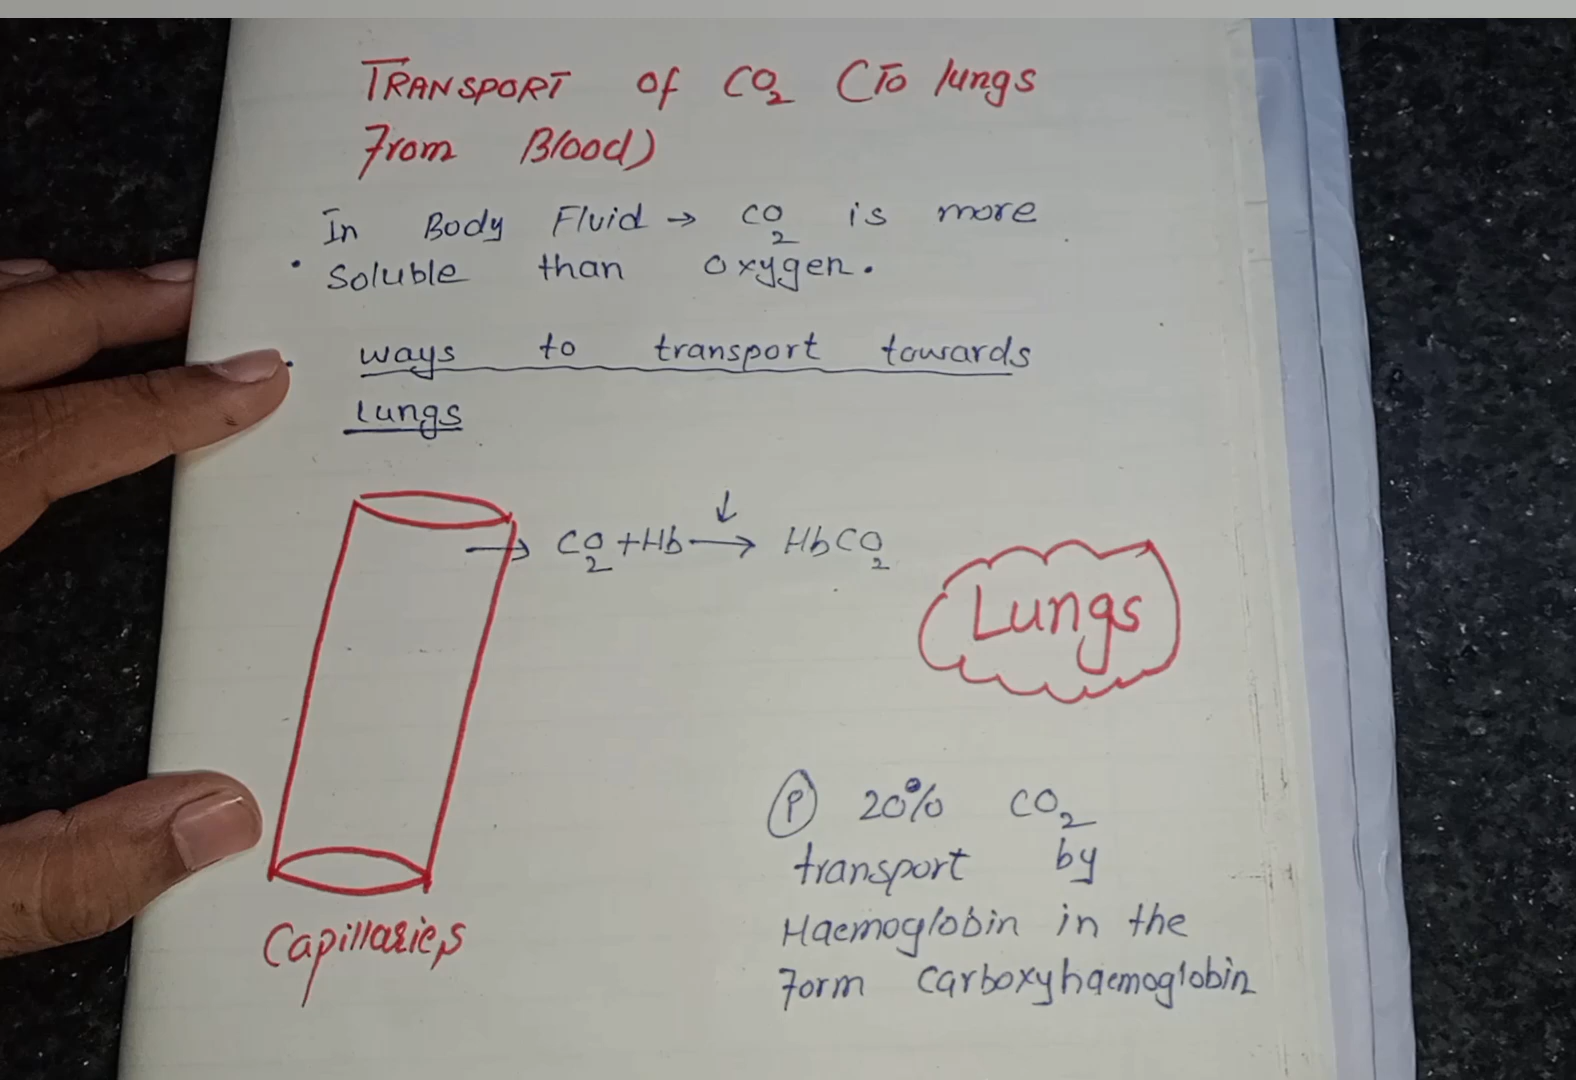 TRANSPORT of CO2 (To lungs
From Blood)
In Body Fluid → CO2 is more
• Soluble than oxygen.
• ways to transport towards
lungs
→ CO2+Hb → HbCO2
↓
Lungs
(P) 20% CO2
transport by
Haemoglobin in the
Form Carboxyhaemoglobin
Capillaries